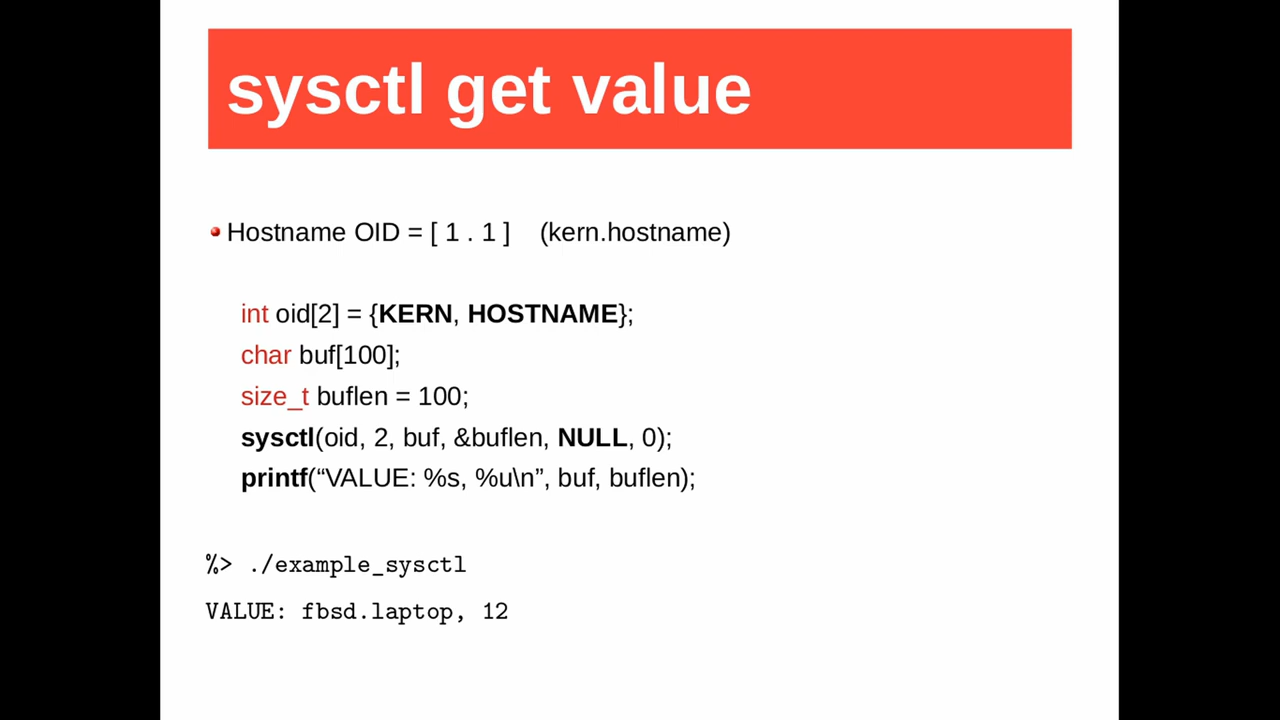 sysctl get value
Hostname OID = [ 1 . 1 ] (kern.hostname)
int oid[2] = {KERN, HOSTNAME};
char buf[100];
size_t buflen = 100;
sysctl(oid, 2, buf, &buflen, NULL, 0);
printf(“VALUE: %s, %u\n”, buf, buflen);
%> ./example_sysctl
VALUE: fbsd.laptop, 12